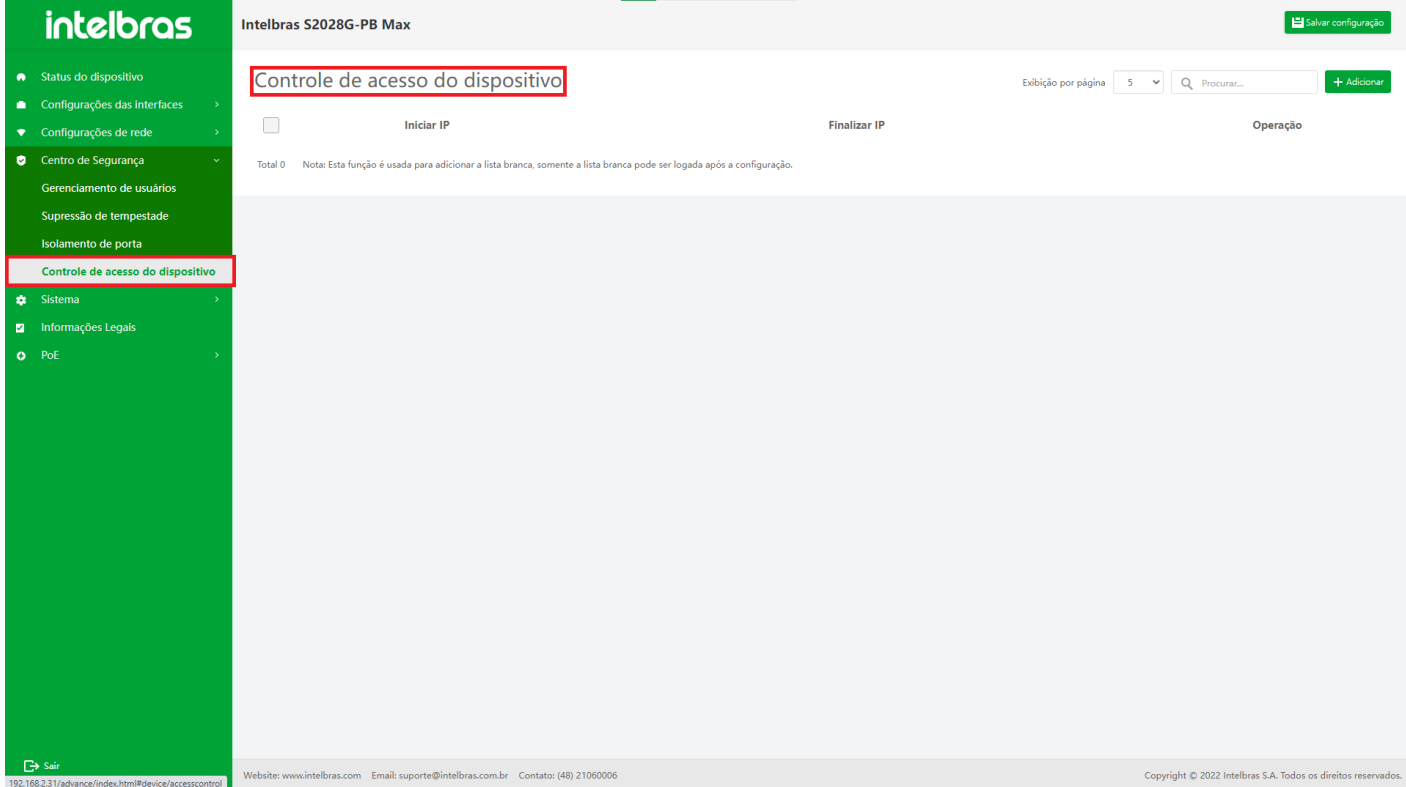 intelbras
Intelbras S2028G-PB Max
Salvar configuração
Status do dispositivo
Configurações das interfaces
Configurações de rede
Centro de Segurança
Gerenciamento de usuários
Supressão de tempestade
Isolamento de porta
Controle de acesso do dispositivo
Sistema
Informações Legais
PoE
Sair
192.168.2.31/advance/index.html#device/accesscontrol
Controle de acesso do dispositivo
Exibição por página 5 Procurar... + Adicionar
Iniciar IP Finalizar IP Operação
Total 0 Nota: Esta função é usada para adicionar a lista branca, somente a lista branca pode ser logada após a configuração.
Website: www.intelbras.com Email: suporte@intelbras.com.br Contato: (48) 21060006 Copyright © 2022 Intelbras S.A. Todos os direitos reservados.